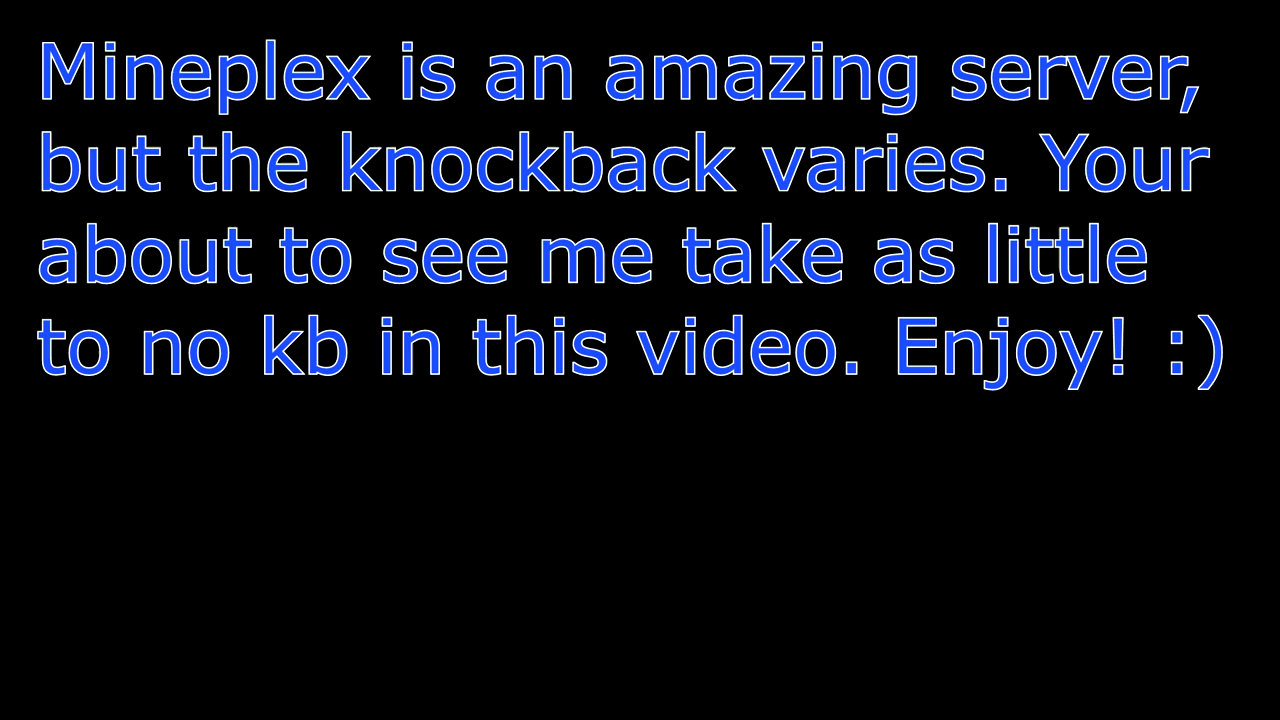 Mineplex is an amazing server,
but the knockback varies. Your
about to see me take as little
to no kb in this video. Enjoy! :)